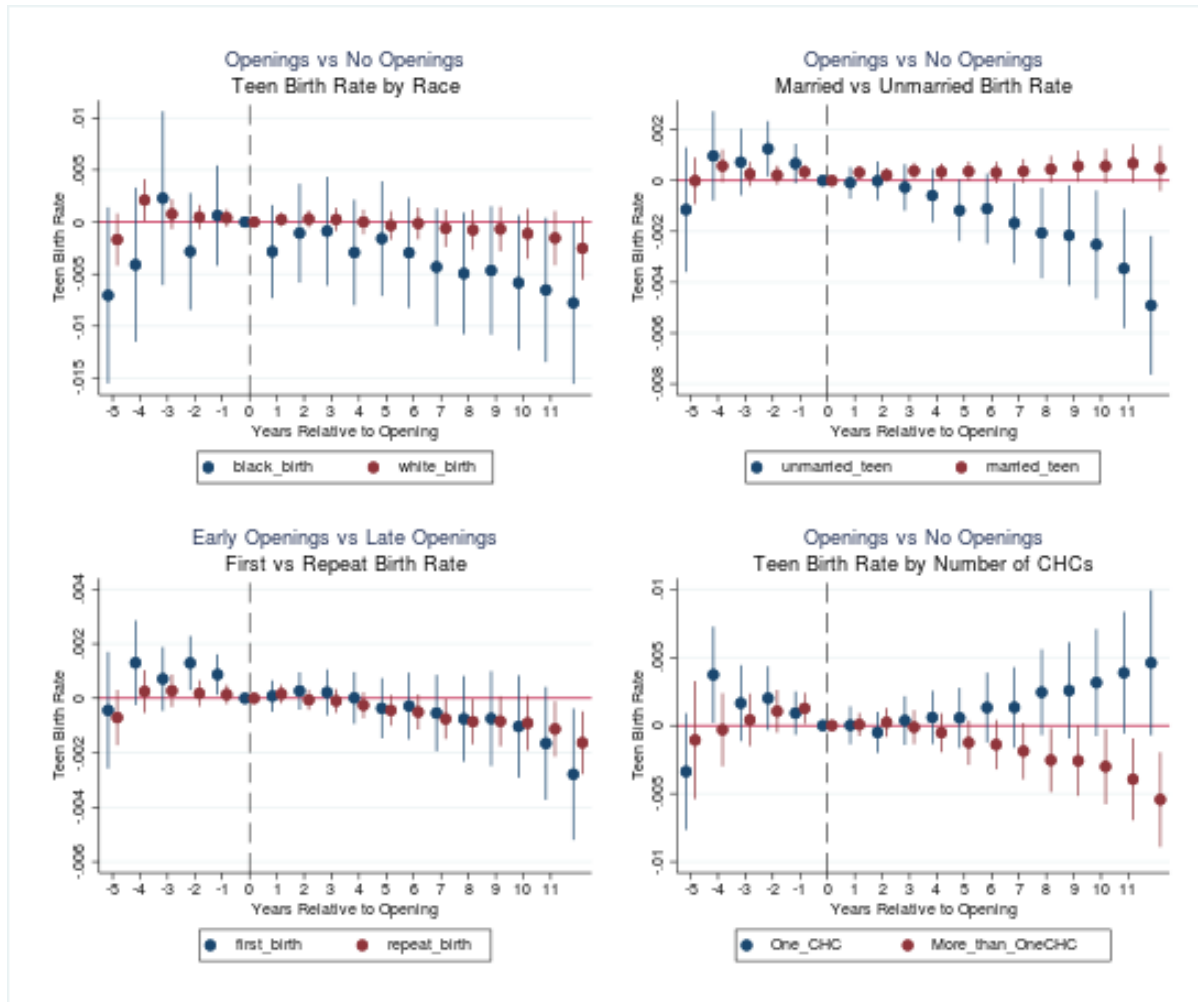 Openings vs No Openings
Teen Birth Rate by Race
Teen Birth Rate
.01
.005
0
-.005
-.01
-.015
-5 -4 -3 -2 -1 0 1 2 3 4 5 6 7 8 9 10 11
Years Relative to Opening
black_birth white_birth
Openings vs No Openings
Married vs Unmarried Birth Rate
Teen Birth Rate
.002
0
-.002
-.004
-.006
-.008
-5 -4 -3 -2 -1 0 1 2 3 4 5 6 7 8 9 10 11
Years Relative to Opening
unmarried_teen married_teen
Early Openings vs Late Openings
First vs Repeat Birth Rate
Teen Birth Rate
.004
.002
0
-.002
-.004
-.006
-5 -4 -3 -2 -1 0 1 2 3 4 5 6 7 8 9 10 11
Years Relative to Opening
first_birth repeat_birth
Openings vs No Openings
Teen Birth Rate by Number of CHCs
Teen Birth Rate
.01
.005
0
-.005
-.01
-5 -4 -3 -2 -1 0 1 2 3 4 5 6 7 8 9 10 11
Years Relative to Opening
One_CHC More_than_OneCHC